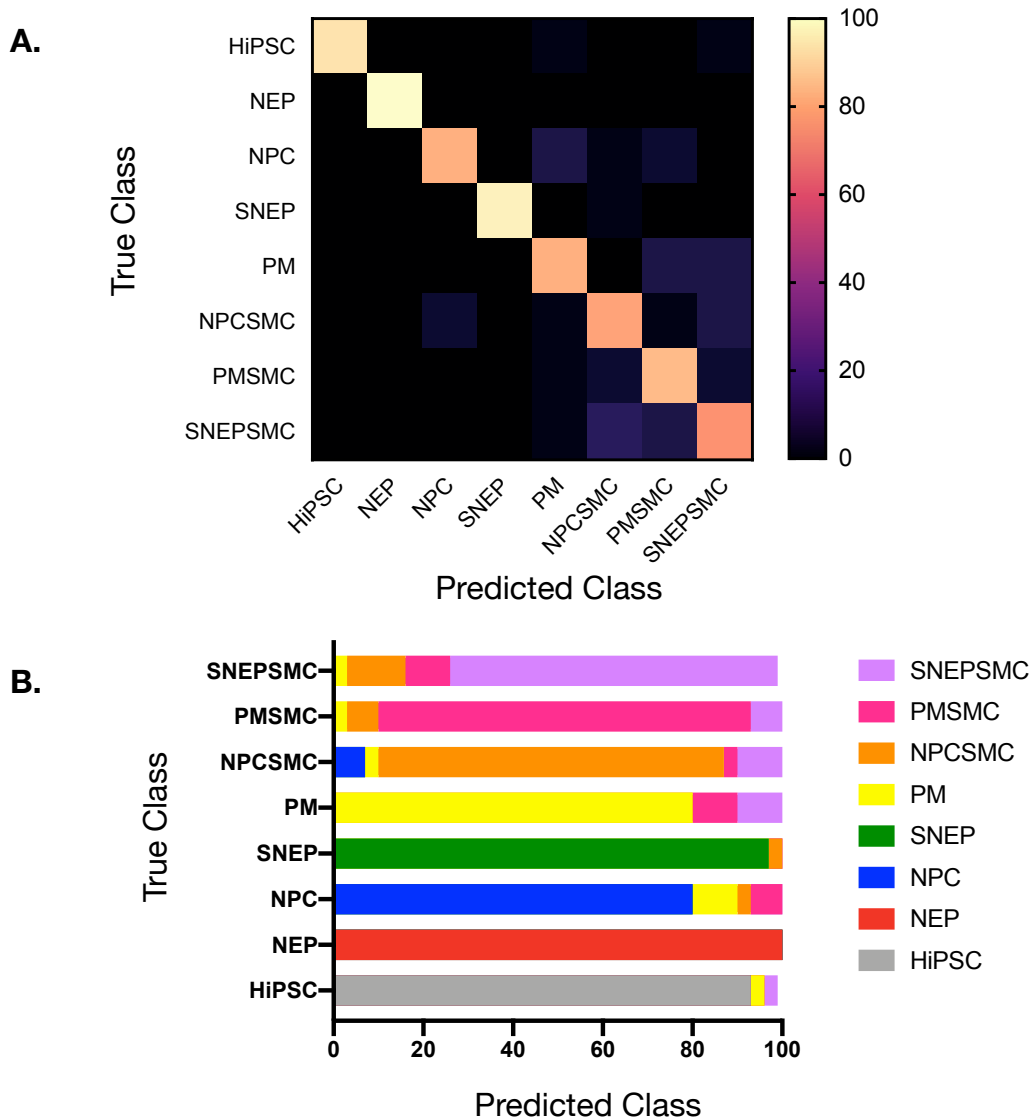 A.
True Class
HiPSC
NEP
NPC
SNEP
PM
NPCSMC
PMSMC
SNEPSMC
100
80
60
40
20
0
HiPSC
NEP
NPC
SNEP
PM
NPCSMC
PMSMC
SNEPSMC
Predicted Class
B.
True Class
SNEPSMC
PMSMC
NPCSMC
PM
SNEP
NPC
NEP
HiPSC
0 20 40 60 80 100
Predicted Class
SNEPSMC
PMSMC
NPCSMC
PM
SNEP
NPC
NEP
HiPSC